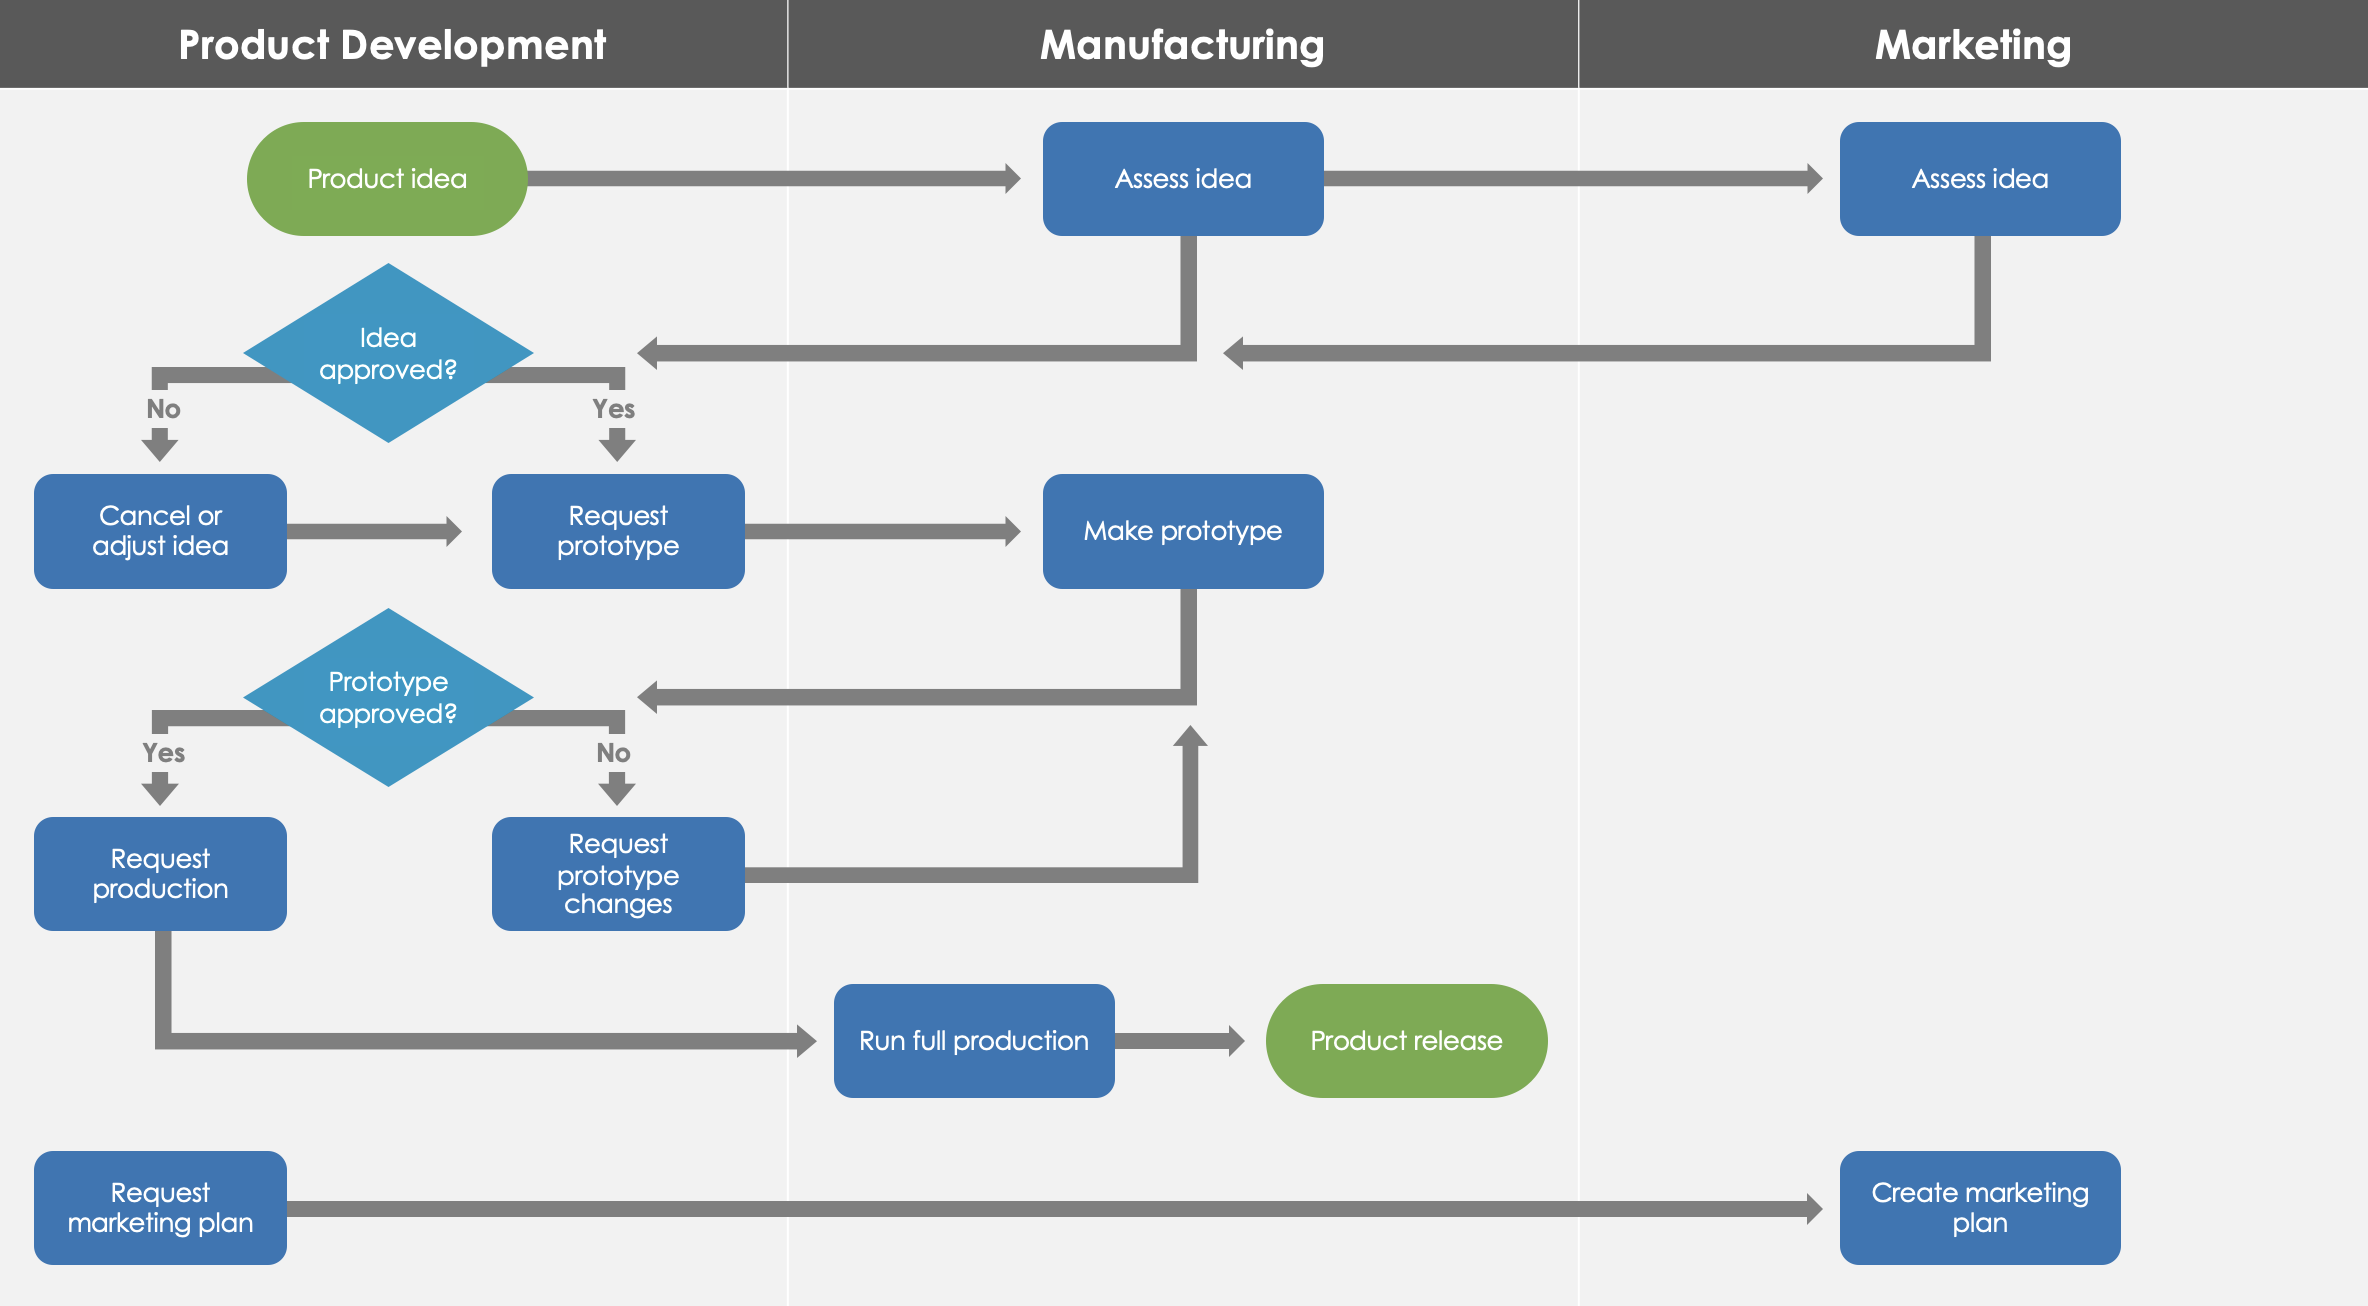 Product Development
Manufacturing
Marketing
Product idea
Assess idea
Assess idea
Idea
approved?
No
Yes
Cancel or
adjust idea
Request
prototype
Make prototype
Prototype
approved?
Yes
No
Request
production
Request
prototype
changes
Run full production
Product release
Request
marketing plan
Create marketing
plan